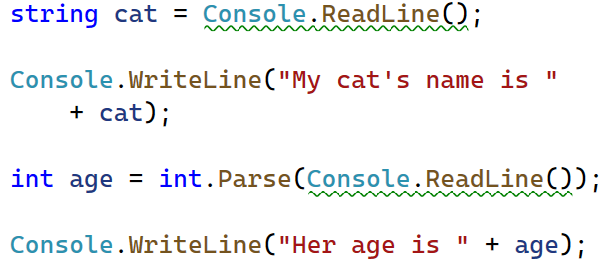 string cat = Console.ReadLine();
Console.WriteLine("My cat's name is "
+ cat);
int age = int.Parse(Console.ReadLine());
Console.WriteLine("Her age is " + age);